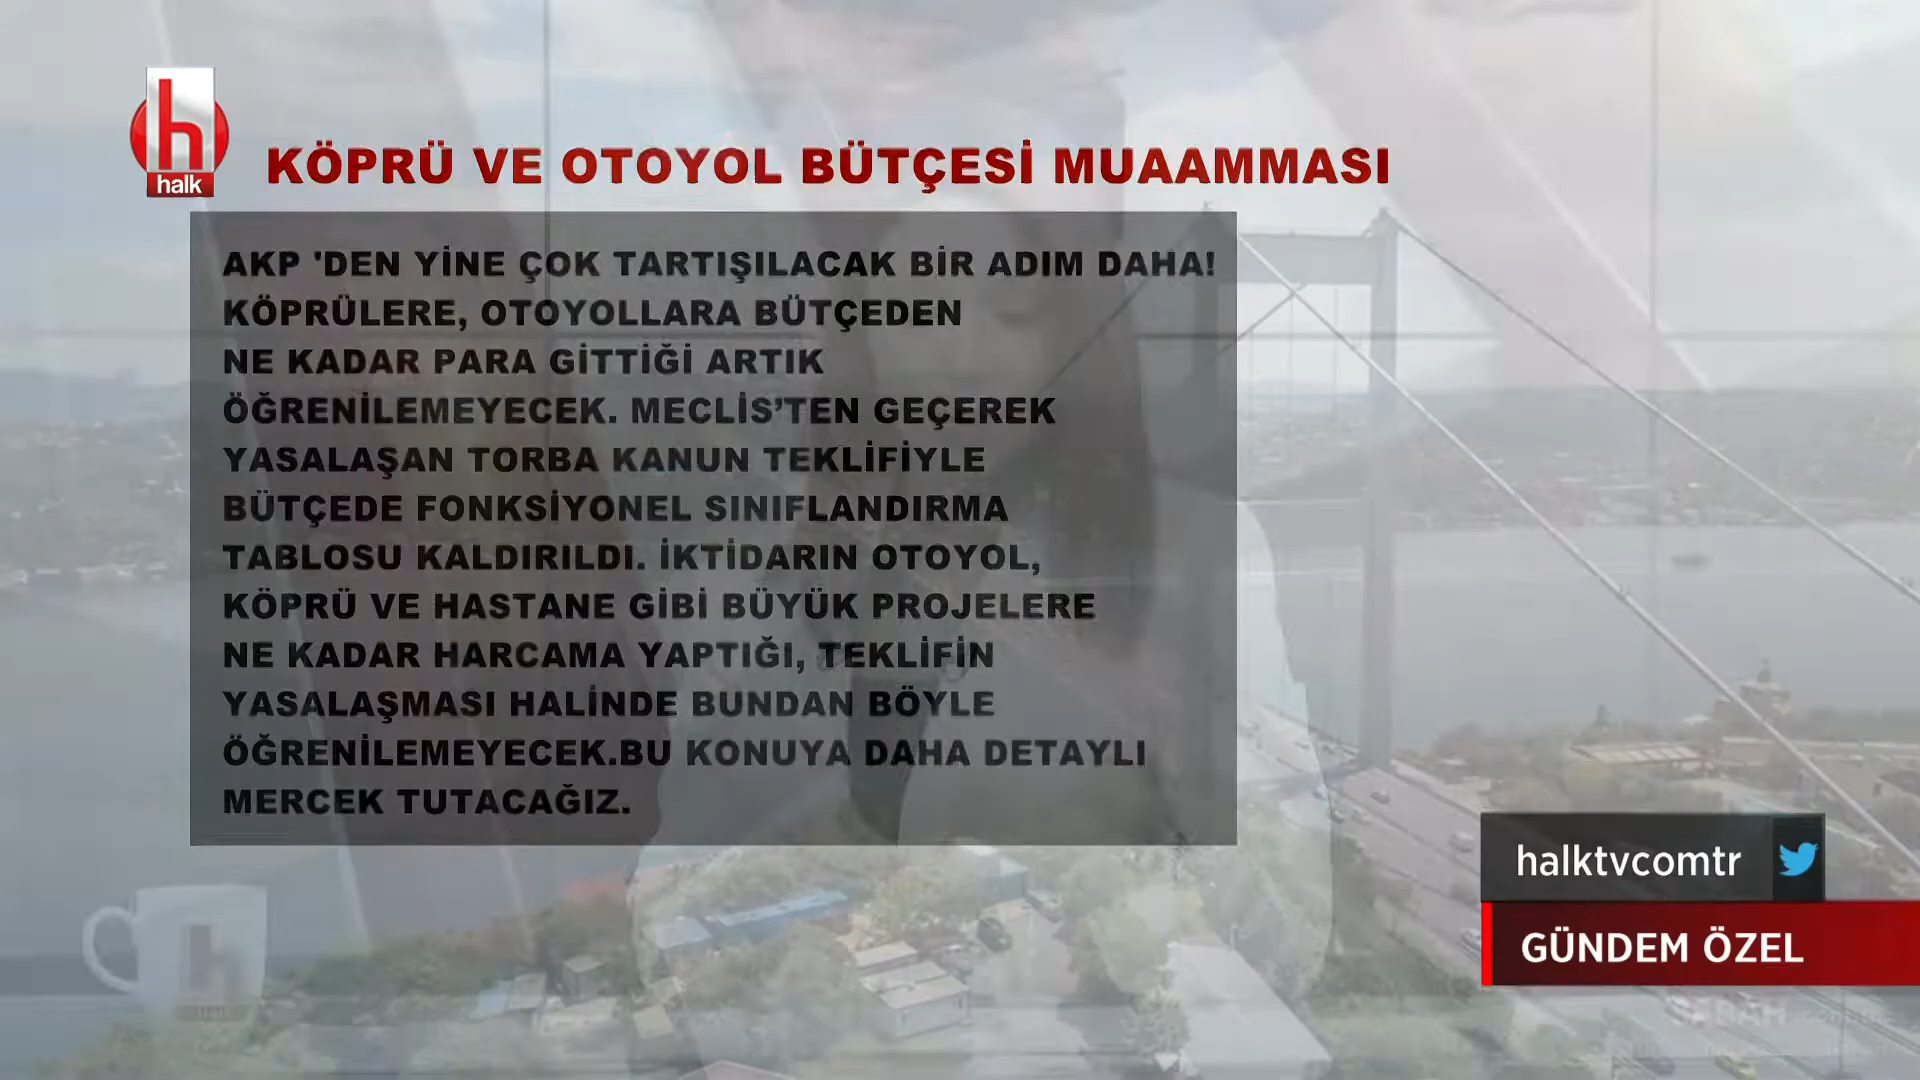 h
halk
KÖPRÜ VE OTOYOL BÜTÇESİ MUAAMMASI
AKP 'DEN YİNE ÇOK TARTIŞILACAK BİR ADIM DAHA!
KÖPRÜLERE, OTOYOLLARA BÜTÇEDEN
NE KADAR PARA GİTTİĞİ ARTIK
ÖĞRENİLEMEYECEK. MECLİS’TEN GEÇEREK
YASALAŞAN TORBA KANUN TEKLİFİYLE
BÜTÇEDE FONKSİYONEL SINIFLANDIRMA
TABLOSU KALDIRILDI. İKTİDARIN OTOYOL,
KÖPRÜ VE HASTANE GİBİ BÜYÜK PROJELERE
NE KADAR HARCAMA YAPTIĞI, TEKLİFİN
YASALAŞMASI HALİNDE BUNDAN BÖYLE
ÖĞRENİLEMEYECEK.BU KONUYA DAHA DETAYLI
MERCEK TUTACAĞIZ.
halktvcomtr
GÜNDEM ÖZEL
h
SABAH